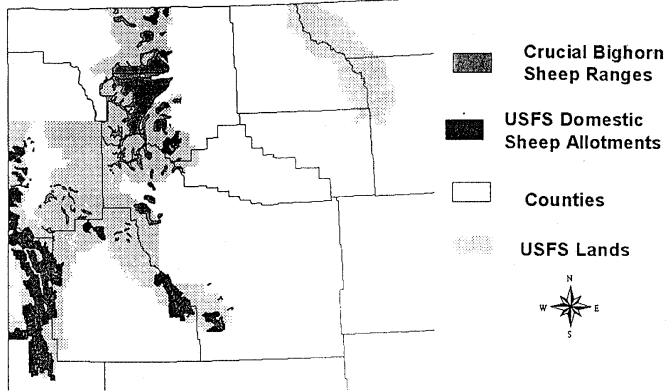 Crucial Bighorn
Sheep Ranges
USFS Domestic
Sheep Allotments
Counties
USFS Lands
N
W E
S